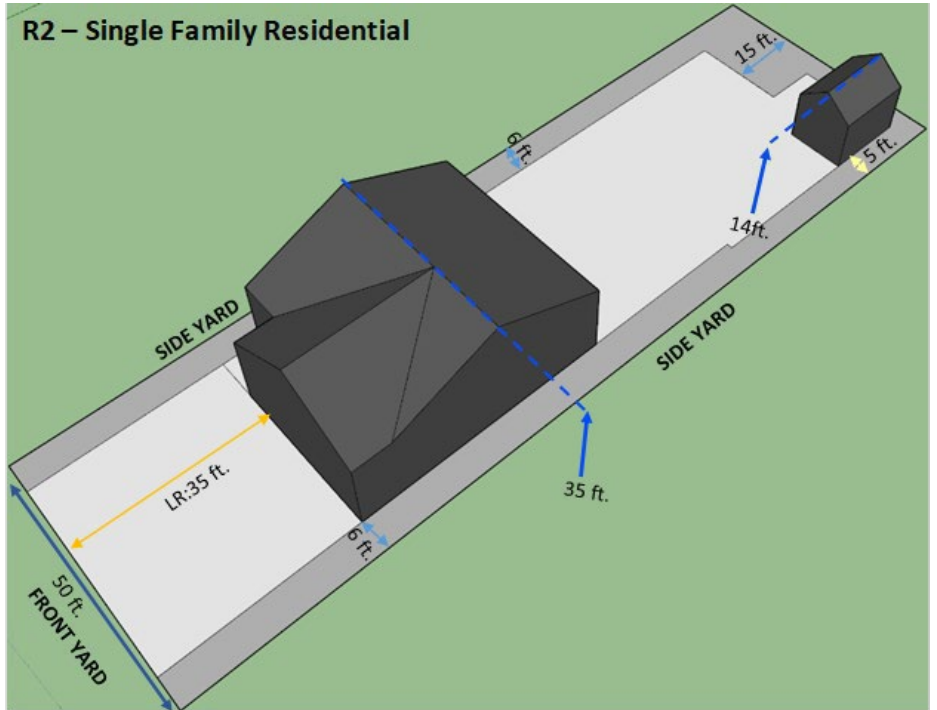 R2 – Single Family Residential
15 ft.
6 ft.
5 ft.
14ft.
SIDE YARD
SIDE YARD
LR:35 ft.
35 ft.
6 ft.
50 ft.
FRONT YARD